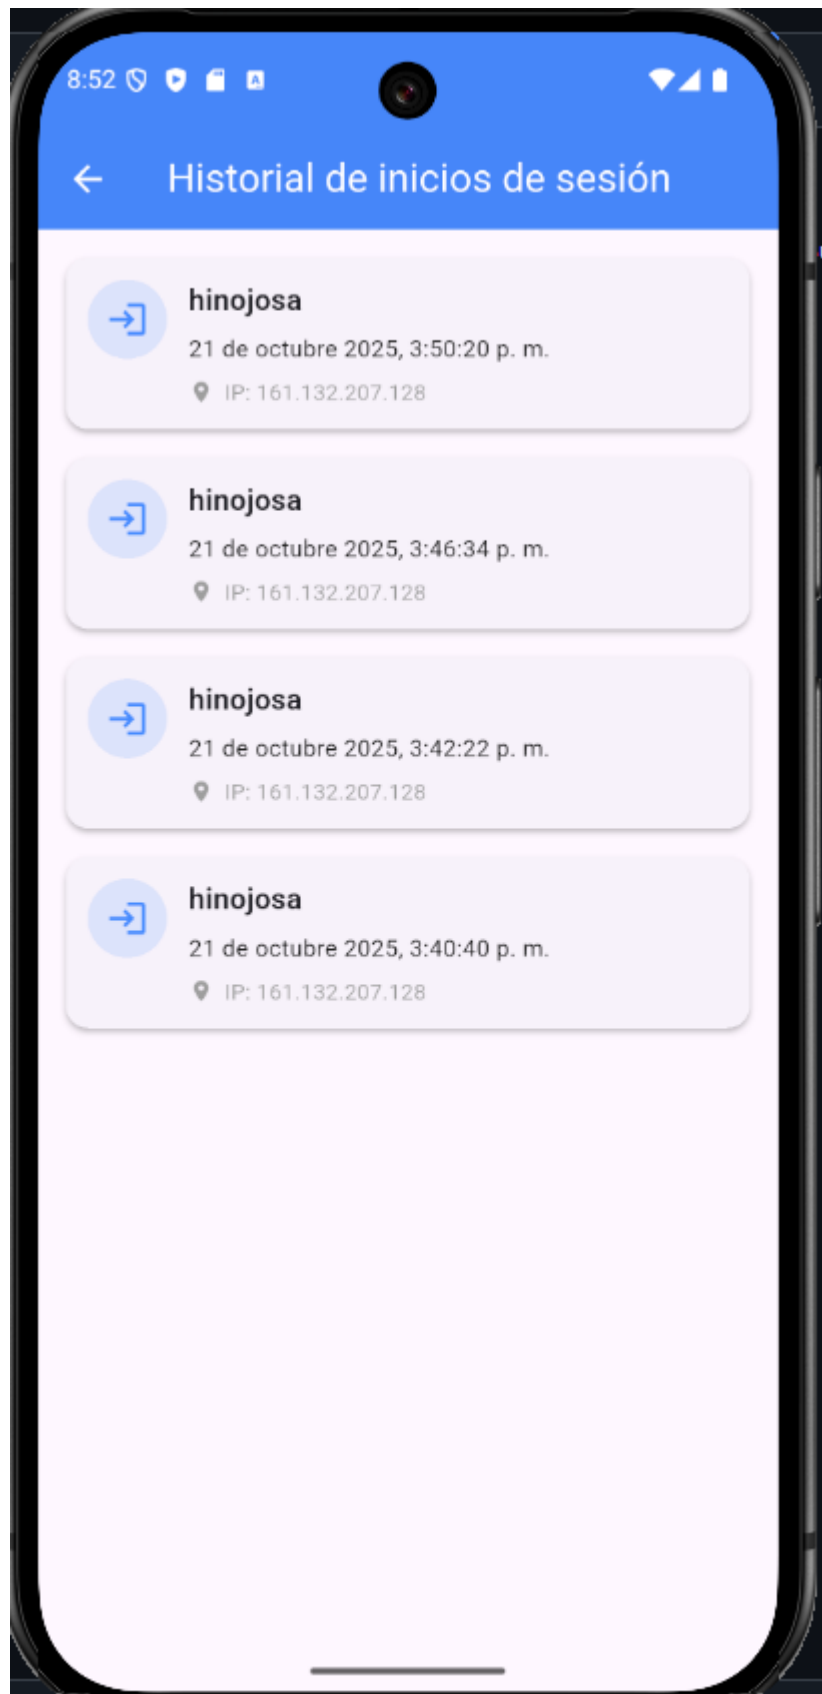 8:52
Historial de inicios de sesión
hinojosa
21 de octubre 2025, 3:50:20 p. m.
IP: 161.132.207.128
hinojosa
21 de octubre 2025, 3:46:34 p. m.
IP: 161.132.207.128
hinojosa
21 de octubre 2025, 3:42:22 p. m.
IP: 161.132.207.128
hinojosa
21 de octubre 2025, 3:40:40 p. m.
IP: 161.132.207.128